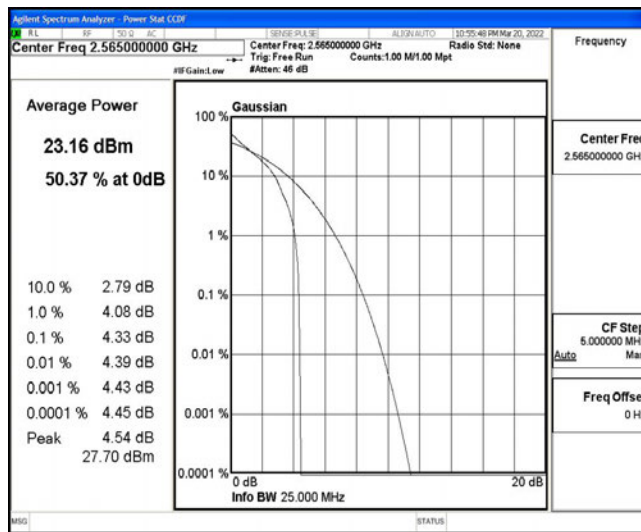 Agilent Spectrum Analyzer - Power Stat CCDF
RL RF 50 Ω AC SENSE:PULSE ALIGN AUTO 10:55:48 PM Mar 20, 2022
Center Freq 2.565000000 GHz
Center Freq: 2.565000000 GHz Radio Std: None
Trig: Free Run Counts:1.00 M/1.00 Mpt
#IFGain:Low #Atten: 46 dB
Frequency
Average Power
23.16 dBm
50.37 % at 0dB
10.0 % 2.79 dB
1.0 % 4.08 dB
0.1 % 4.33 dB
0.01 % 4.39 dB
0.001 % 4.43 dB
0.0001 % 4.45 dB
Peak 4.54 dB
27.70 dBm
Gaussian
100 %
10 %
1 %
0.1 %
0.01 %
0.001 %
0.0001 %
0 dB 20 dB
Info BW 25.000 MHz
Center Freq
2.565000000 GH
CF Step
5.000000 MH
Auto Ma
Freq Offse
0 H
MSG STATUS